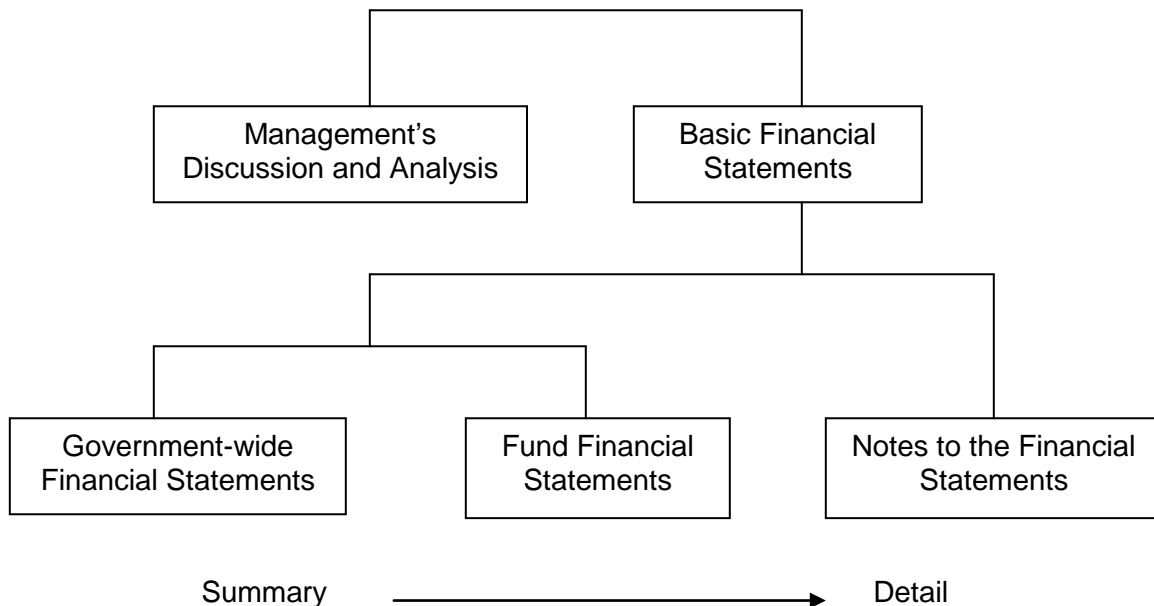 Management’s
Discussion and Analysis
Basic Financial
Statements
Government-wide
Financial Statements
Fund Financial
Statements
Notes to the Financial
Statements
Summary
Detail